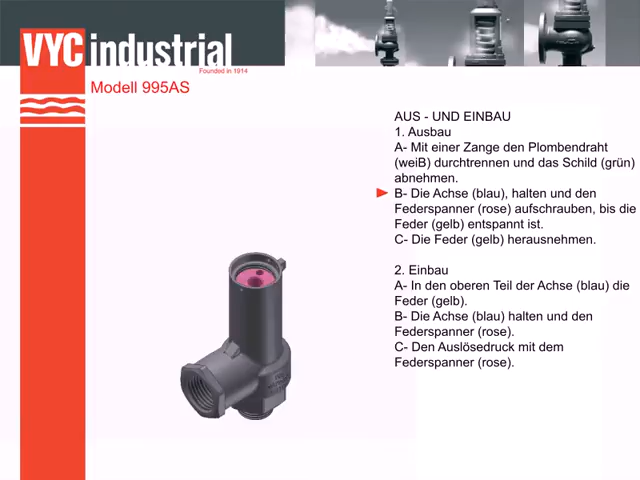 VYC industrial
Founded in 1914
Modell 995AS
AUS - UND EINBAU
1. Ausbau
A- Mit einer Zange den Plombendraht
(weiB) durchtrennen und das Schild (grün)
abnehmen.
B- Die Achse (blau), halten und den
Federspanner (rose) aufschrauben, bis die
Feder (gelb) entspannt ist.
C- Die Feder (gelb) herausnehmen.
2. Einbau
A- In den oberen Teil der Achse (blau) die
Feder (gelb).
B- Die Achse (blau) halten und den
Federspanner (rose).
C- Den Auslösedruck mit dem
Federspanner (rose).